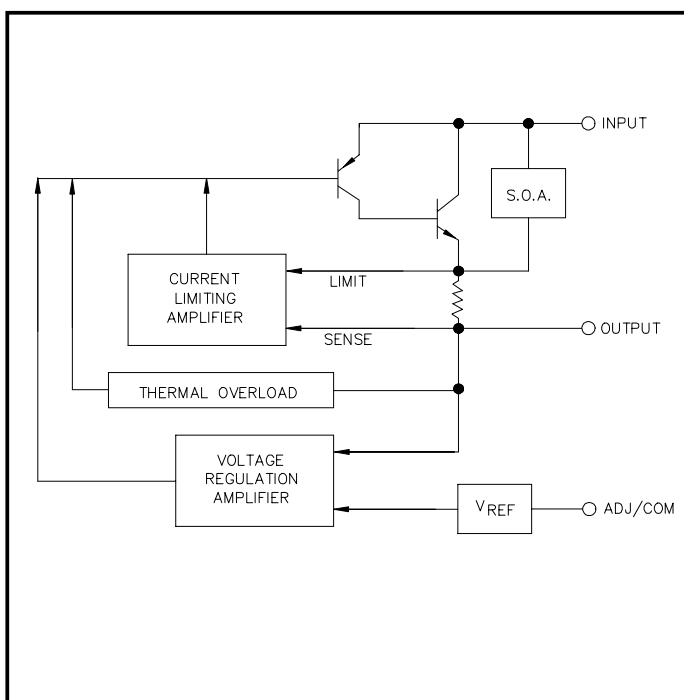 INPUT
S.O.A.
CURRENT
LIMITING
AMPLIFIER
LIMIT
SENSE
OUTPUT
THERMAL OVERLOAD
VOLTAGE
REGULATION
AMPLIFIER
VREF
ADJ/COM